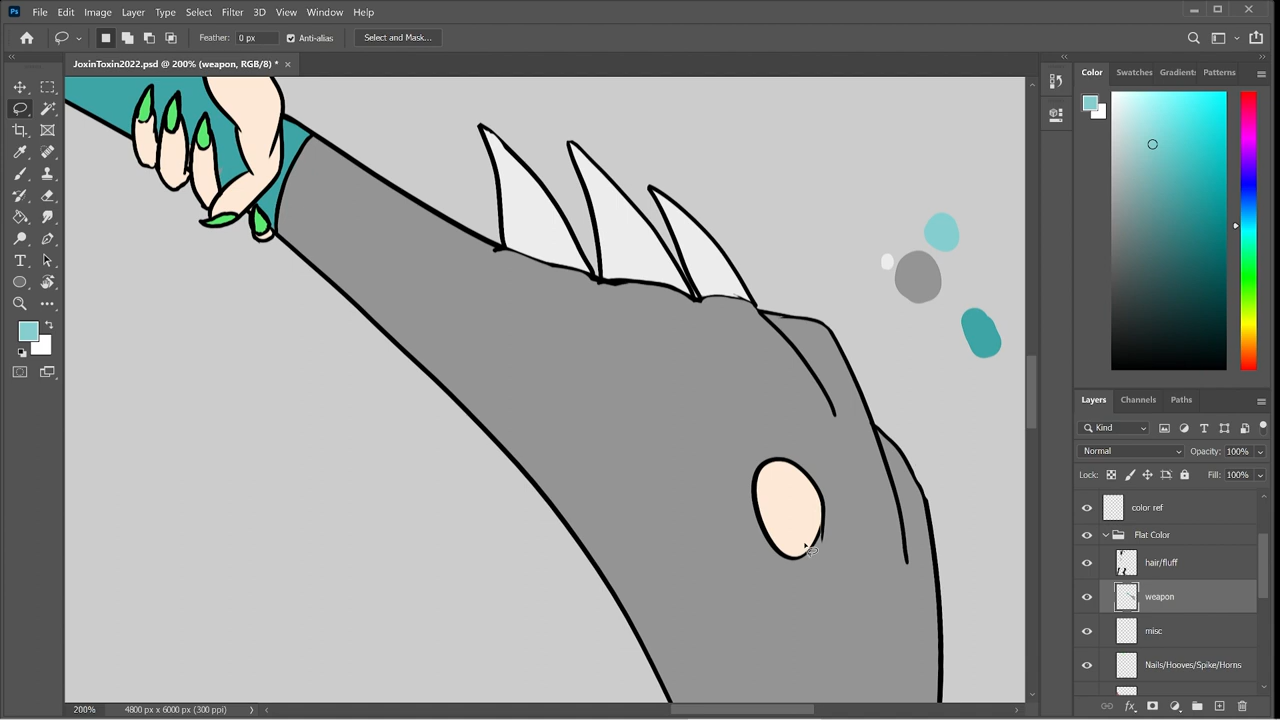 Ps File Edit Image Layer Type Select Filter 3D View Window Help
Feather: 0 px Anti-alias Select and Mask...
JoxinToxin2022.psd @ 200% (weapon, RGB/8) *
Color Swatches Gradient Patterns
Layers Channels Paths
Kind
Normal Opacity: 100%
Lock: Fill: 100%
color ref
Flat Color
hair/fluff
weapon
misc
Nails/Hooves/Spike/Horns
200% 4800 px x 6000 px (300 ppi)